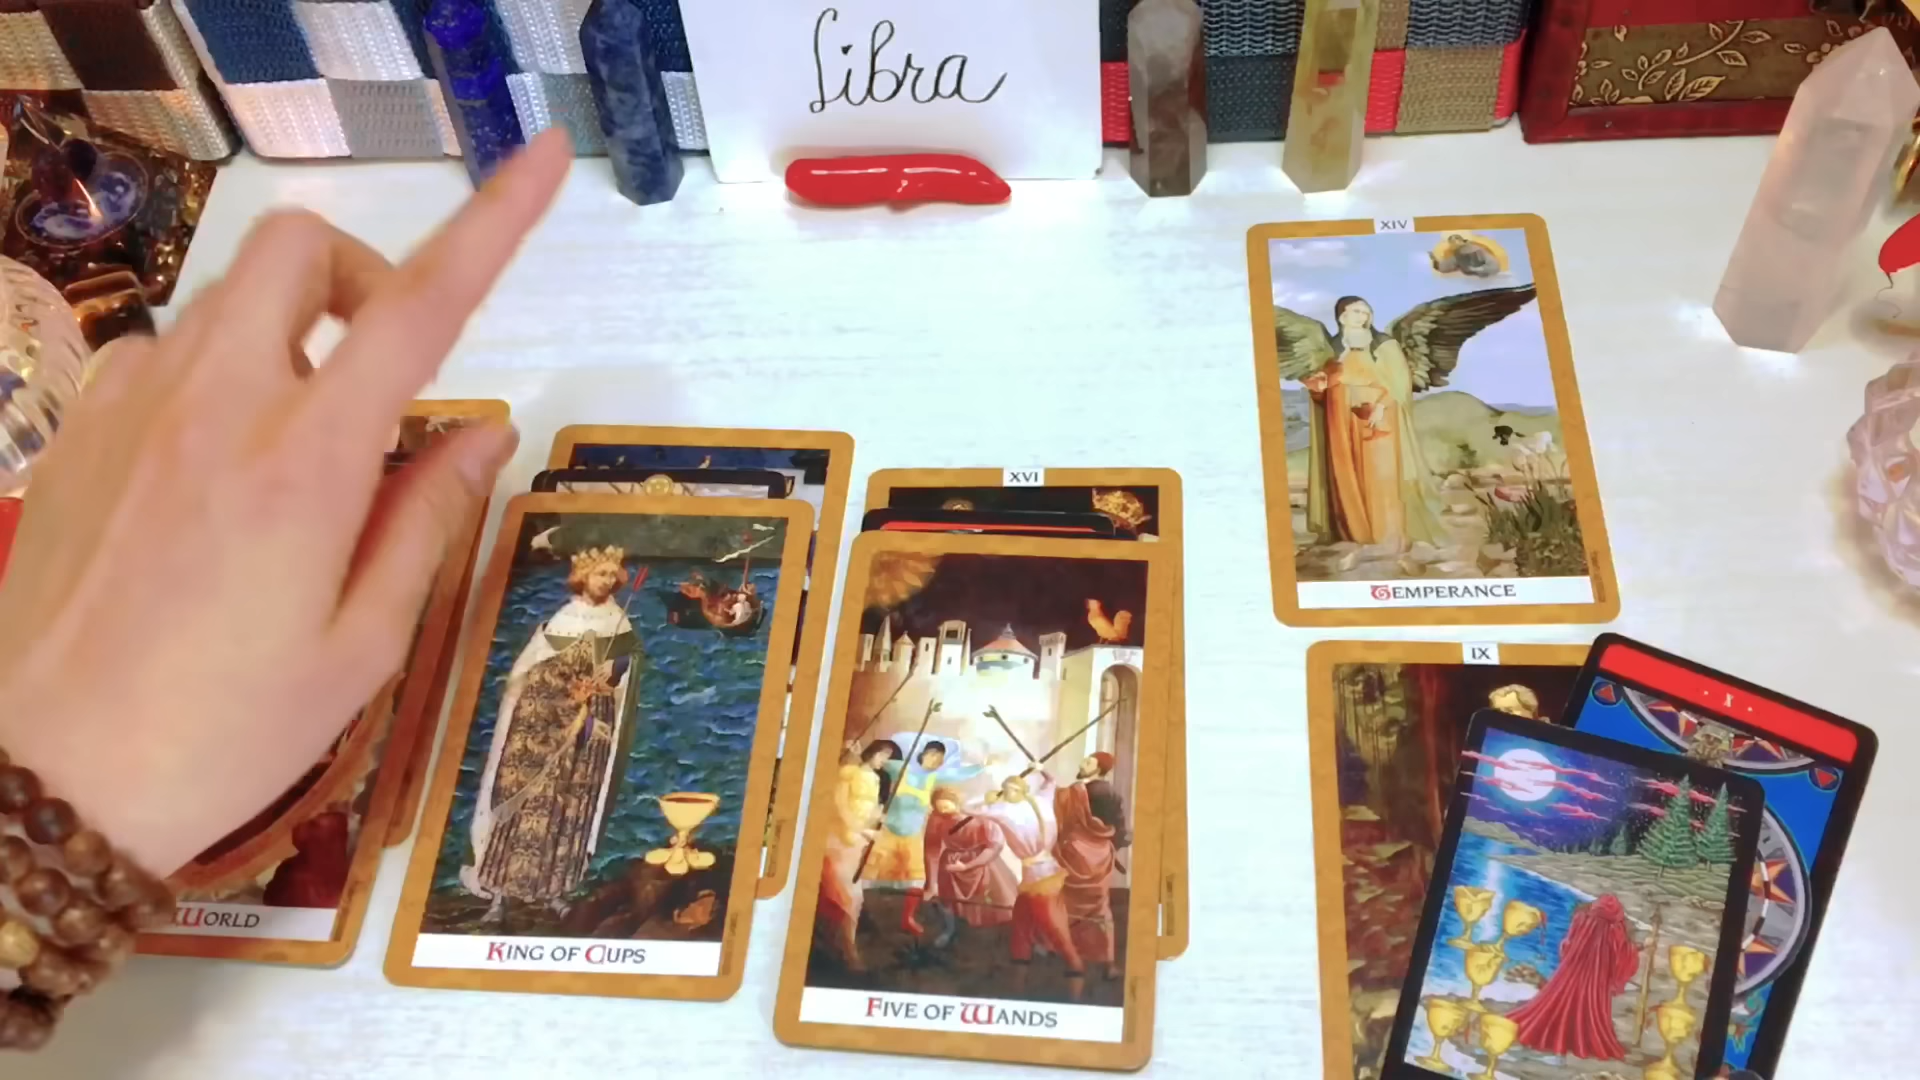 Libra
XIV
TEMPERANCE
XVI
IX
WORLD
KING OF CUPS
FIVE OF WANDS